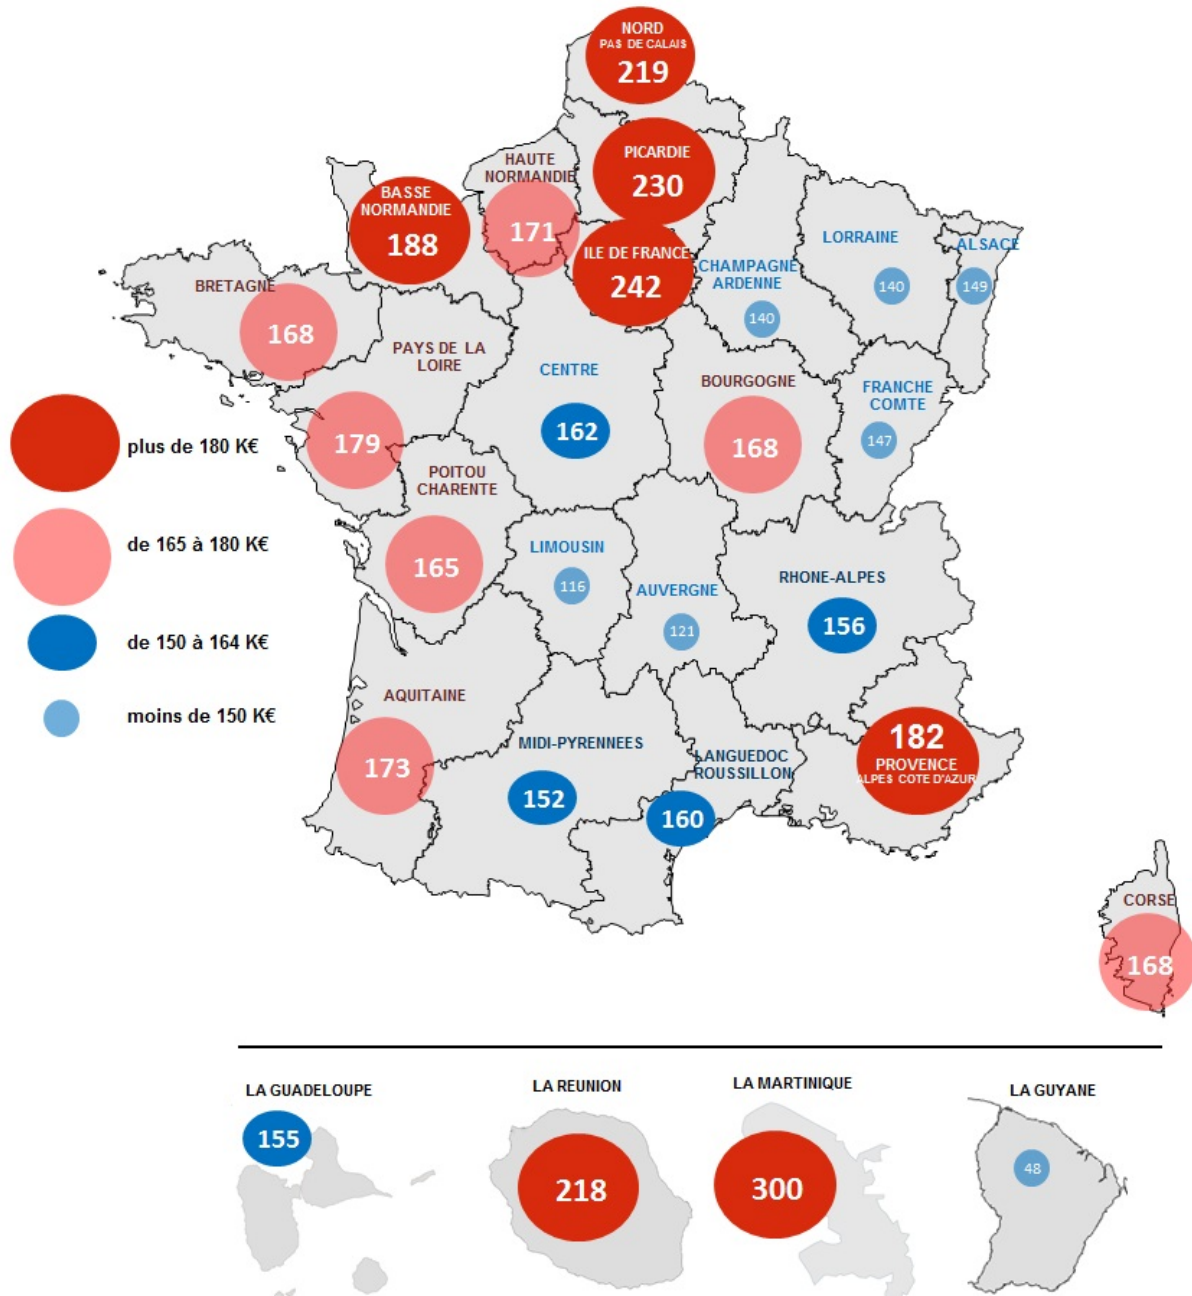 NORD
PAS DE CALAIS
219
PICARDIE
230
HAUTE
NORMANDIE
171
BASSE
NORMANDIE
188
ILE DE FRANCE
242
CHAMPAGNE
ARDENNE
140
LORRAINE
140
ALSACE
149
BRETAGNE
168
PAYS DE LA
LOIRE
179
CENTRE
162
BOURGOGNE
168
FRANCHE
COMTE
147
plus de 180 K€
de 165 à 180 K€
de 150 à 164 K€
moins de 150 K€
POITOU
CHARENTE
165
LIMOUSIN
116
AUVERGNE
121
RHONE-ALPES
156
AQUITAINE
173
MIDI-PYRENNEES
152
LANGUEDOC
ROUSSILLON
160
182
PROVENCE
ALPES COTE D'AZUR
CORSE
168
LA GUADELOUPE
155
LA REUNION
218
LA MARTINIQUE
300
LA GUYANE
48